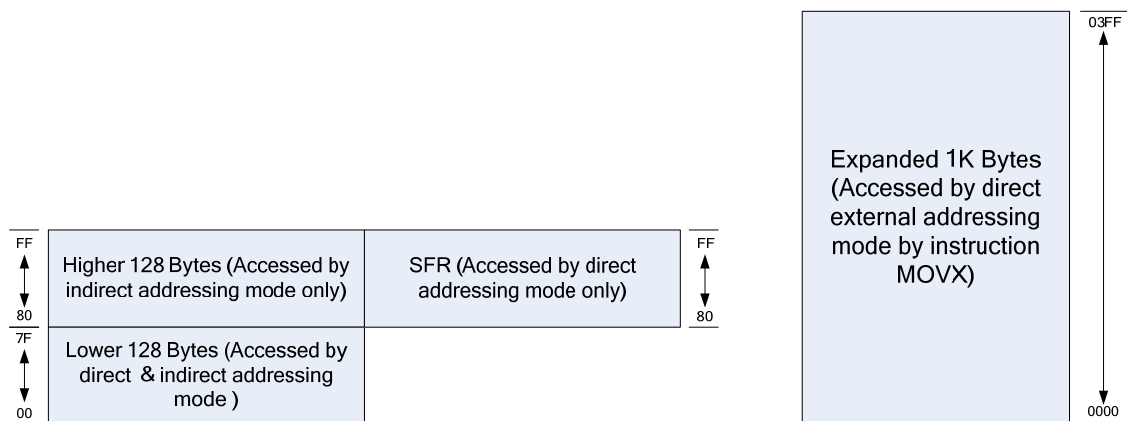 03FF
Expanded 1K Bytes
(Accessed by direct
external addressing
mode by instruction
MOVX)
0000
FF
80
Higher 128 Bytes (Accessed by
indirect addressing mode only)
SFR (Accessed by direct
addressing mode only)
FF
80
7F
00
Lower 128 Bytes (Accessed by
direct & indirect addressing
mode )